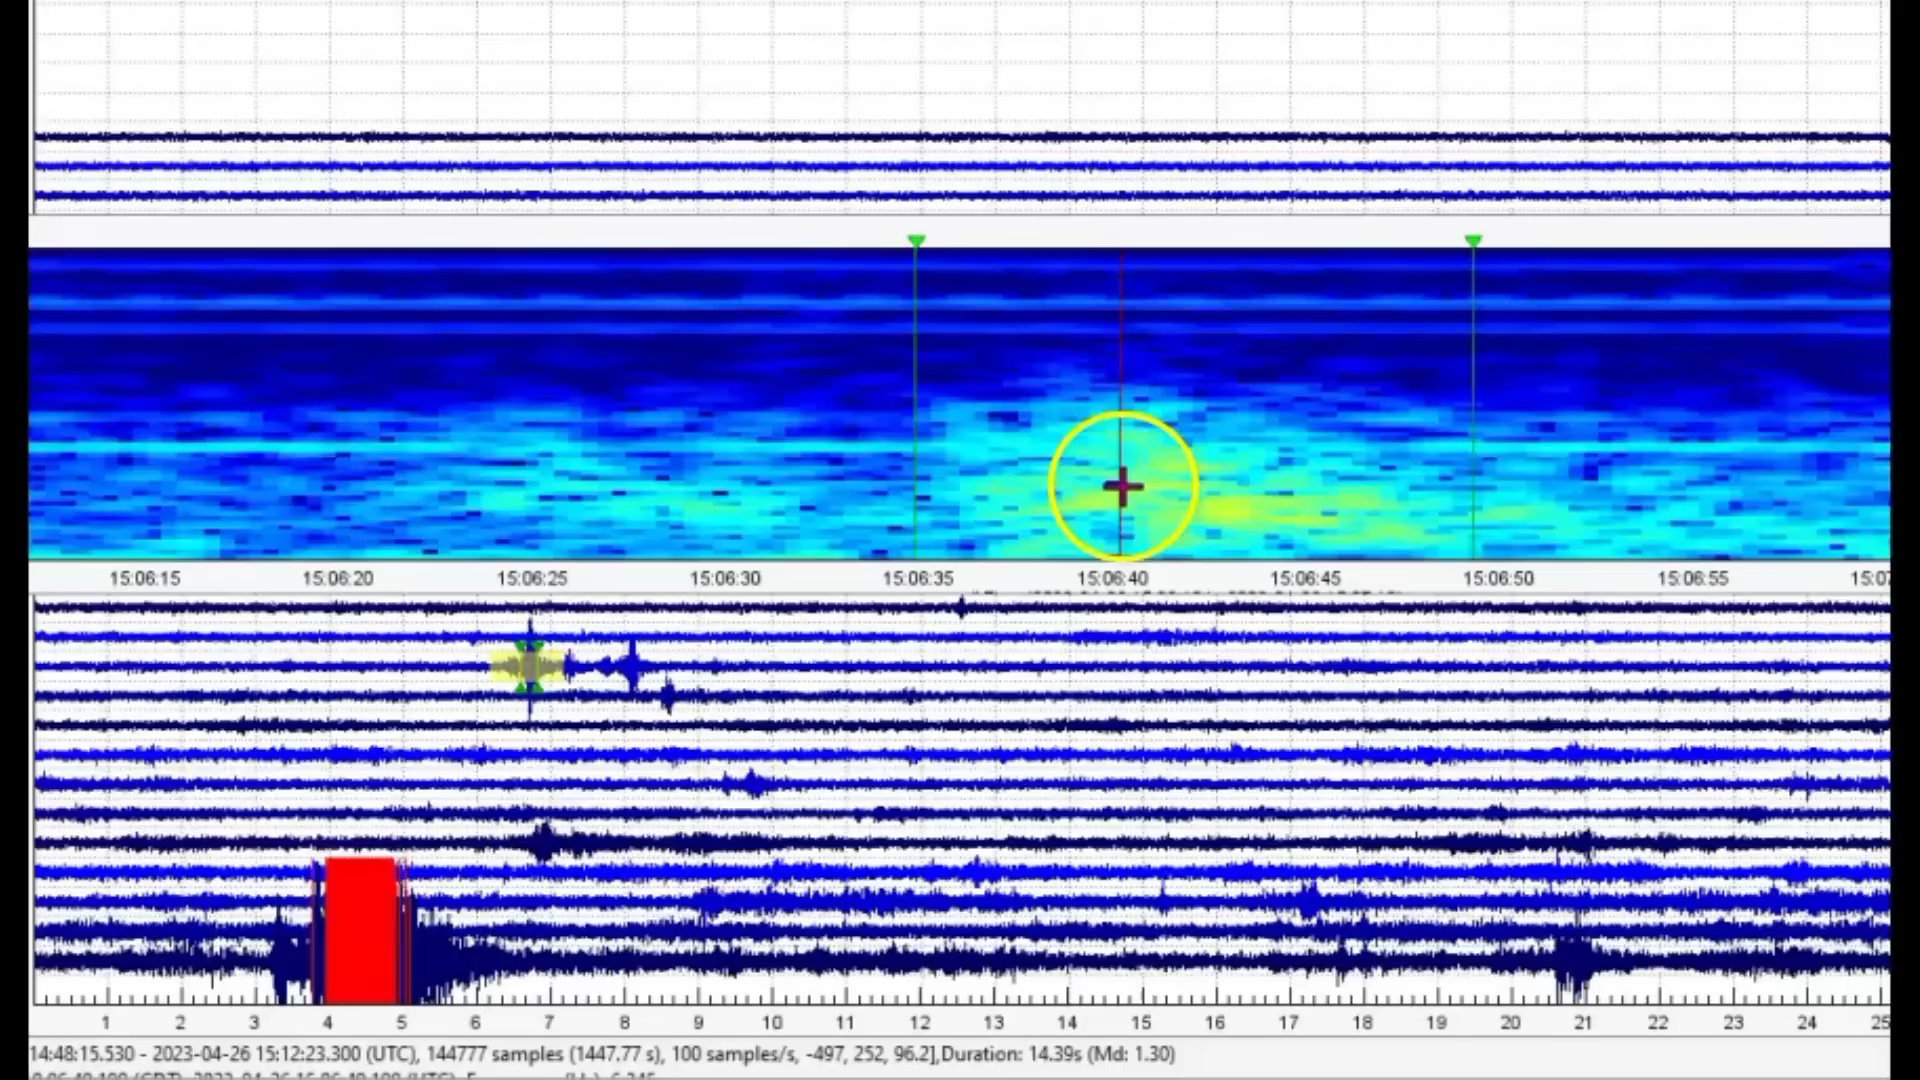 15:06:15 15:06:20 15:06:25 15:06:30 15:06:35 15:06:40 15:06:45 15:06:50 15:06:55 15:07
1 2 3 4 5 6 7 8 9 10 11 12 13 14 15 16 17 18 19 20 21 22 23 24 25
14:48:15.530 - 2023-04-26 15:12:23.300 (UTC), 144777 samples (1447.77 s), 100 samples/s, -497, 252, 96.2],Duration: 14.39s (Md: 1.30)